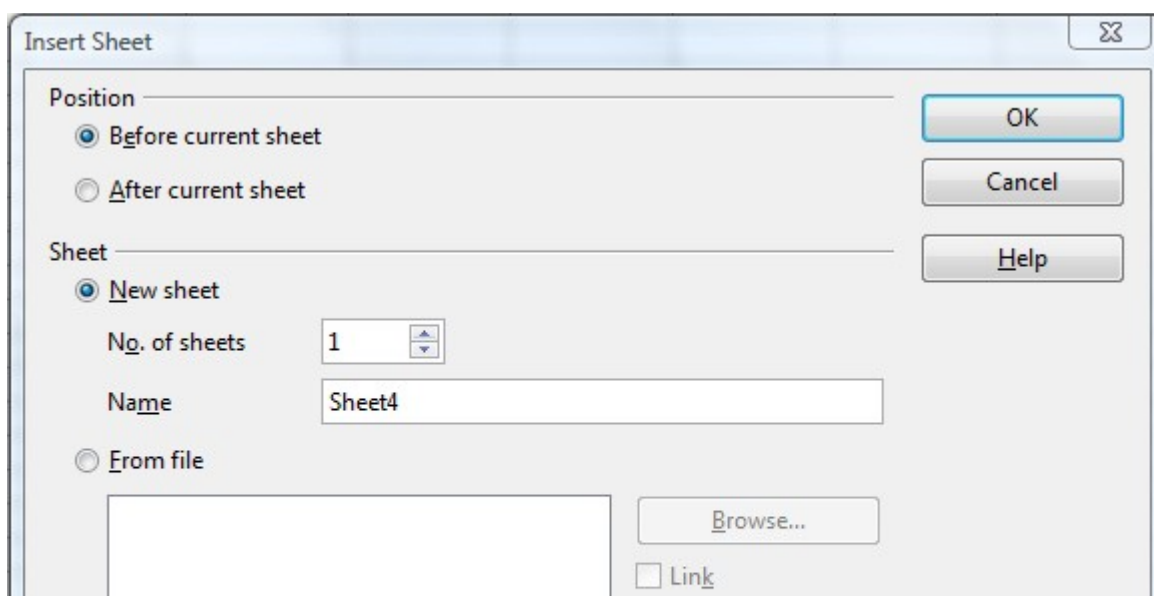 Insert Sheet
Position
Before current sheet
After current sheet
OK
Cancel
Help
Sheet
New sheet
No. of sheets 1
Name Sheet4
From file
Browse...
Link